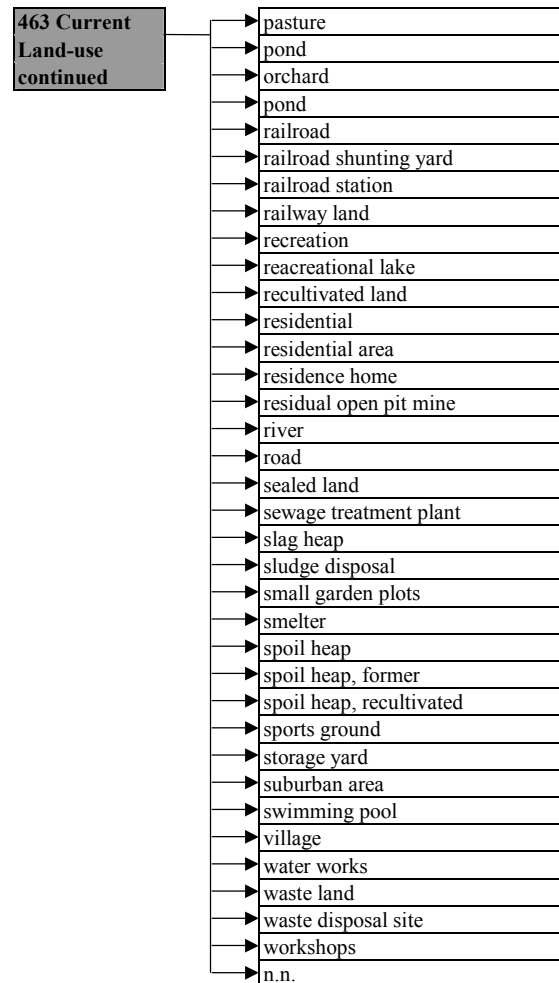 463 Current
Land-use
continued
pasture
pond
orchard
pond
railroad
railroad shunting yard
railroad station
railway land
recreation
reacreational lake
recultivated land
residential
residential area
residence home
residual open pit mine
river
road
sealed land
sewage treatment plant
slag heap
sludge disposal
small garden plots
smelter
spoil heap
spoil heap, former
spoil heap, recultivated
sports ground
storage yard
suburban area
swimming pool
village
water works
waste land
waste disposal site
workshops
n.n.